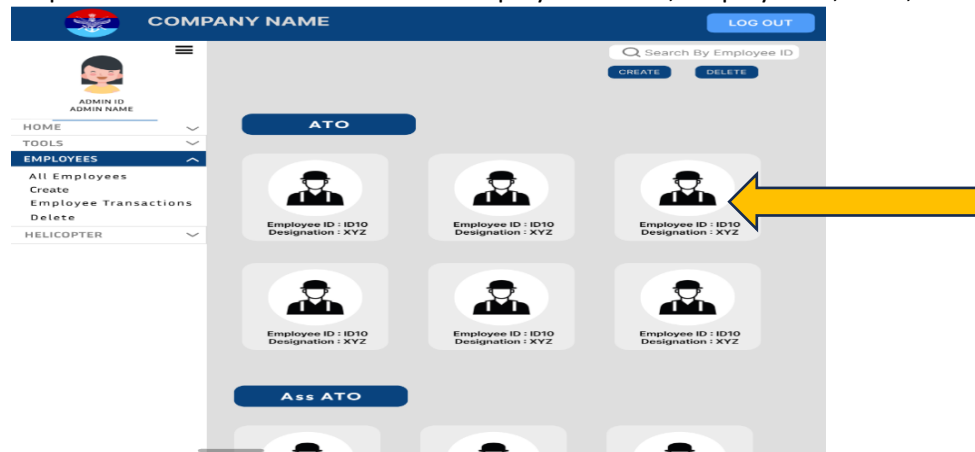 COMPANY NAME
LOG OUT
Search By Employee ID
CREATE DELETE
ADMIN ID
ADMIN NAME
HOME
TOOLS
EMPLOYEES
All Employees
Create
Employee Transactions
Delete
HELICOPTER
ATO
Employee ID : ID10
Designation : XYZ
Employee ID : ID10
Designation : XYZ
Employee ID : ID10
Designation : XYZ
Employee ID : ID10
Designation : XYZ
Employee ID : ID10
Designation : XYZ
Employee ID : ID10
Designation : XYZ
Ass ATO